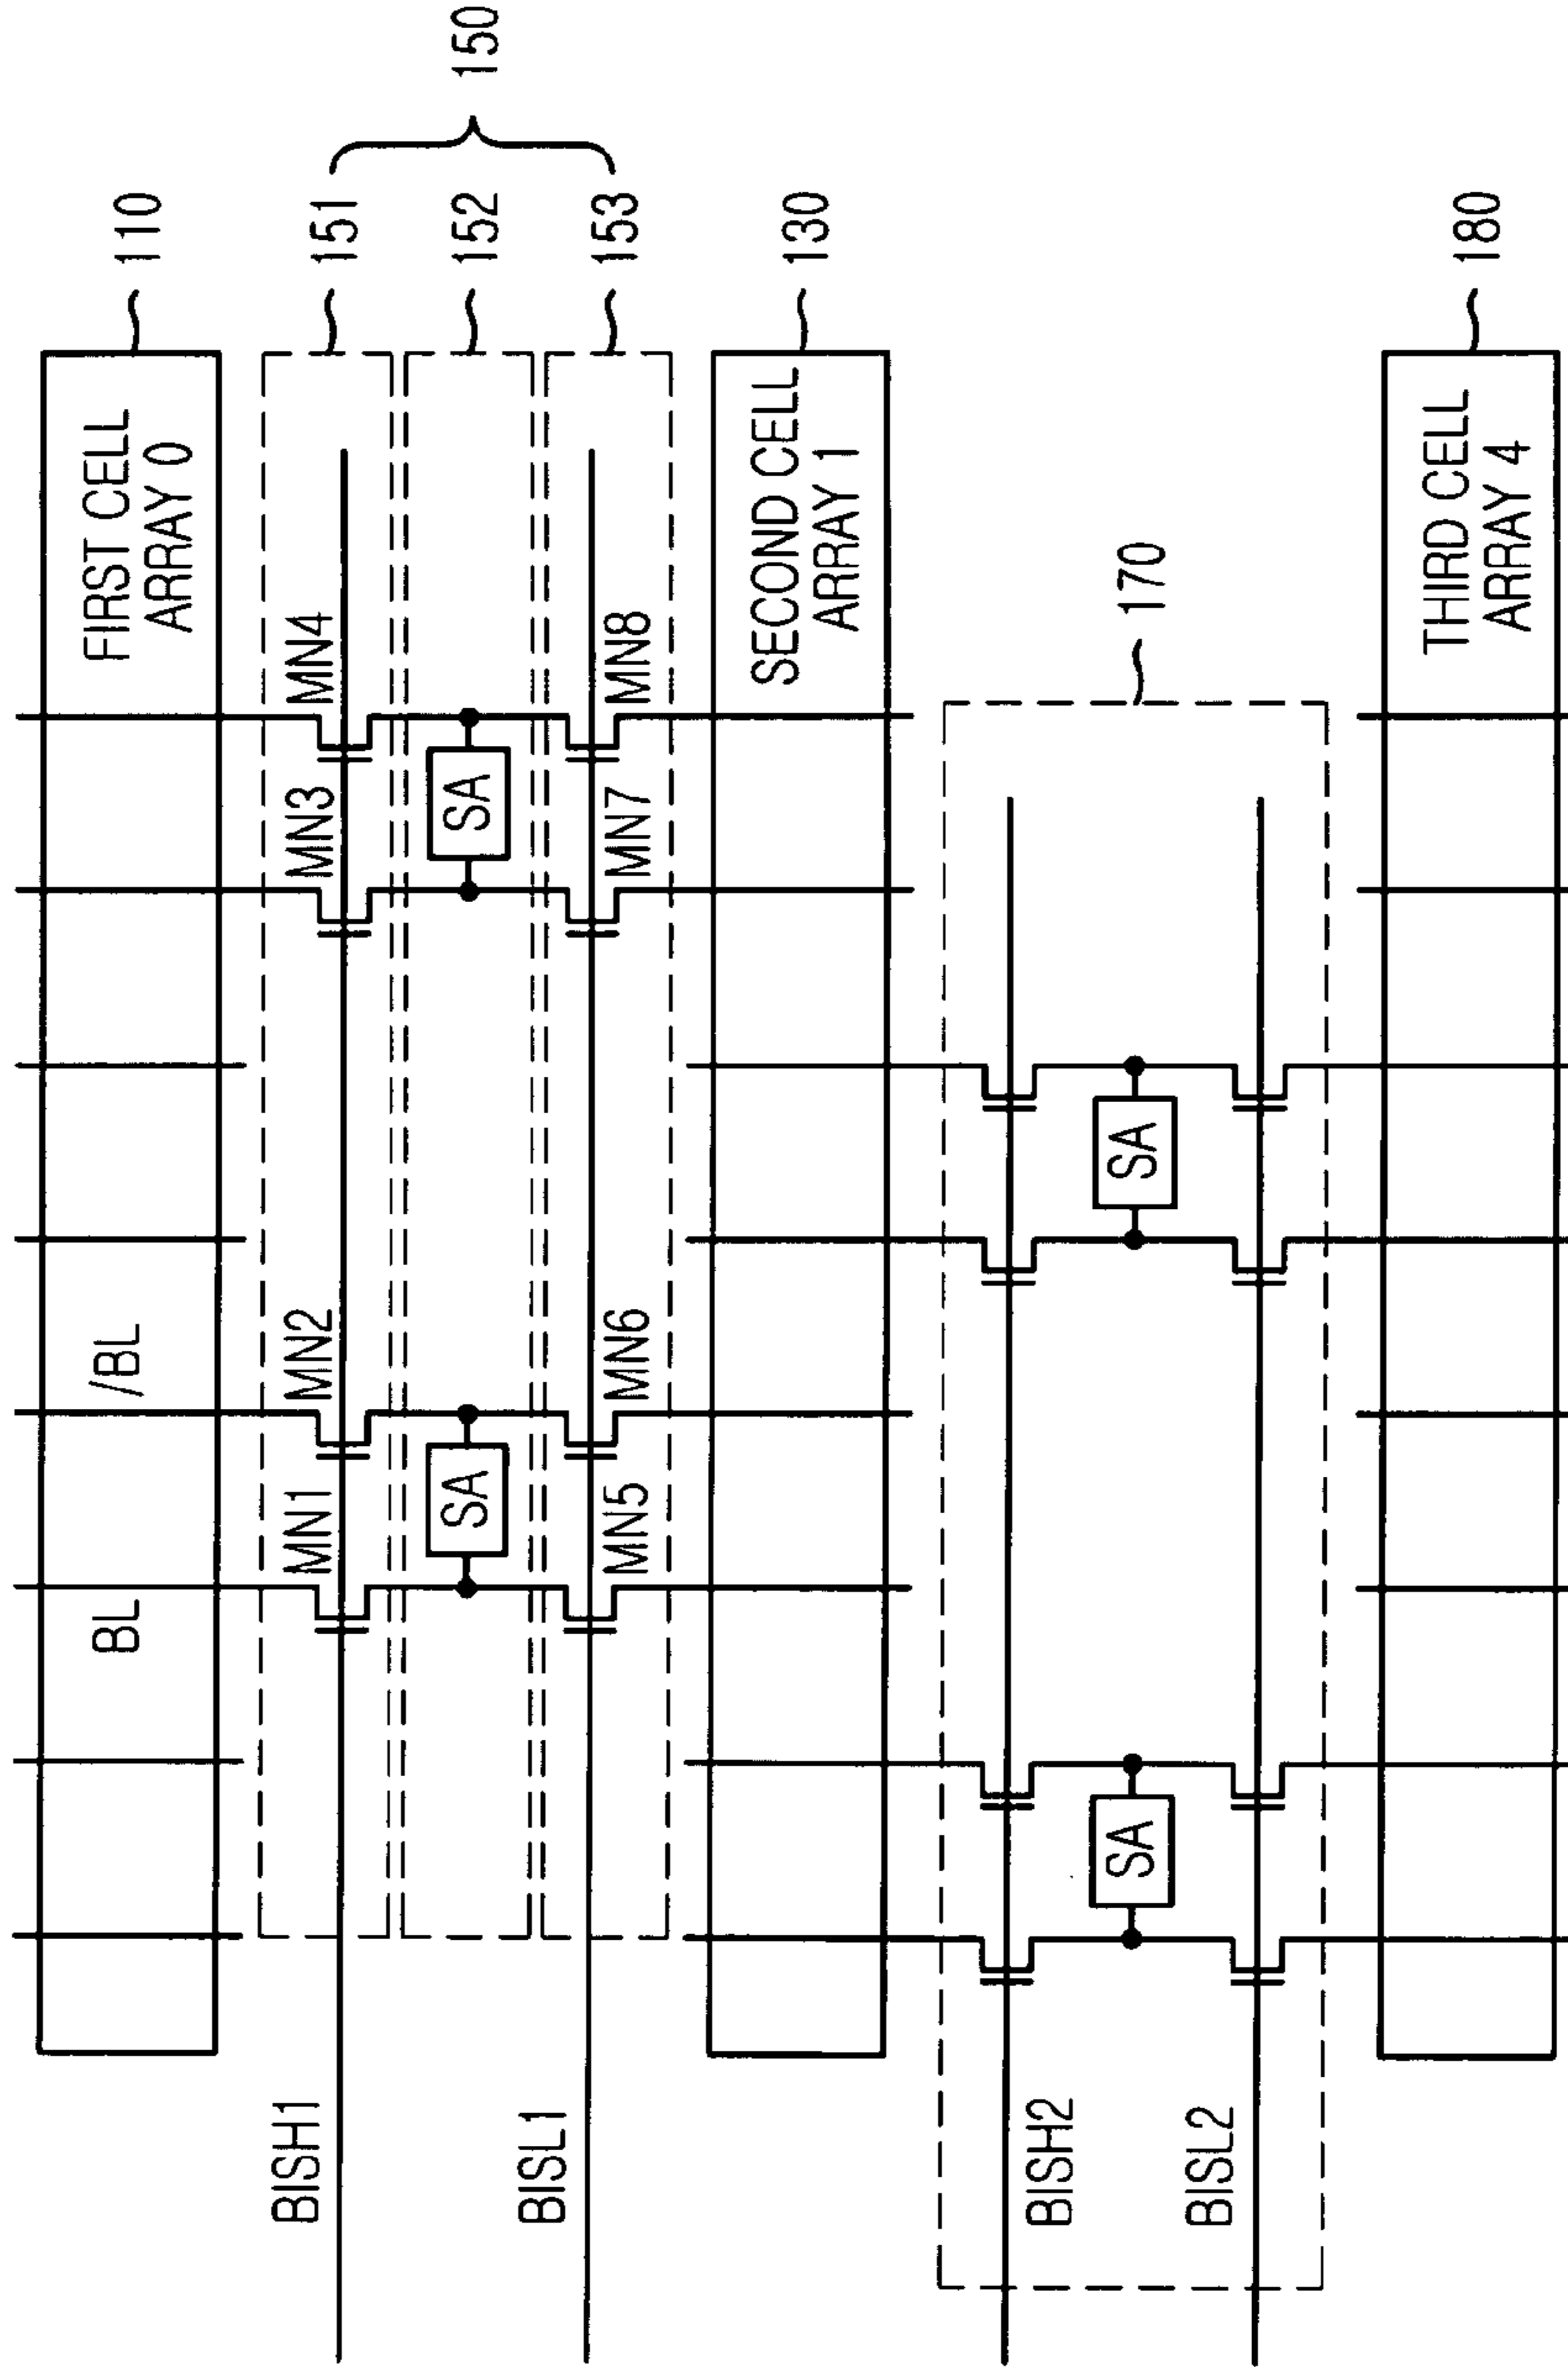 150
110
151
152
153
130
180
FIRST CELL
ARRAY 0
SECOND CELL
ARRAY 1
THIRD CELL
ARRAY 4
170
MN4
MN8
MN3
MN7
SA
SA
/BL
MN2
MN6
MN1
MN5
SA
BL
SA
BISH1
BISL1
BISH2
BISL2